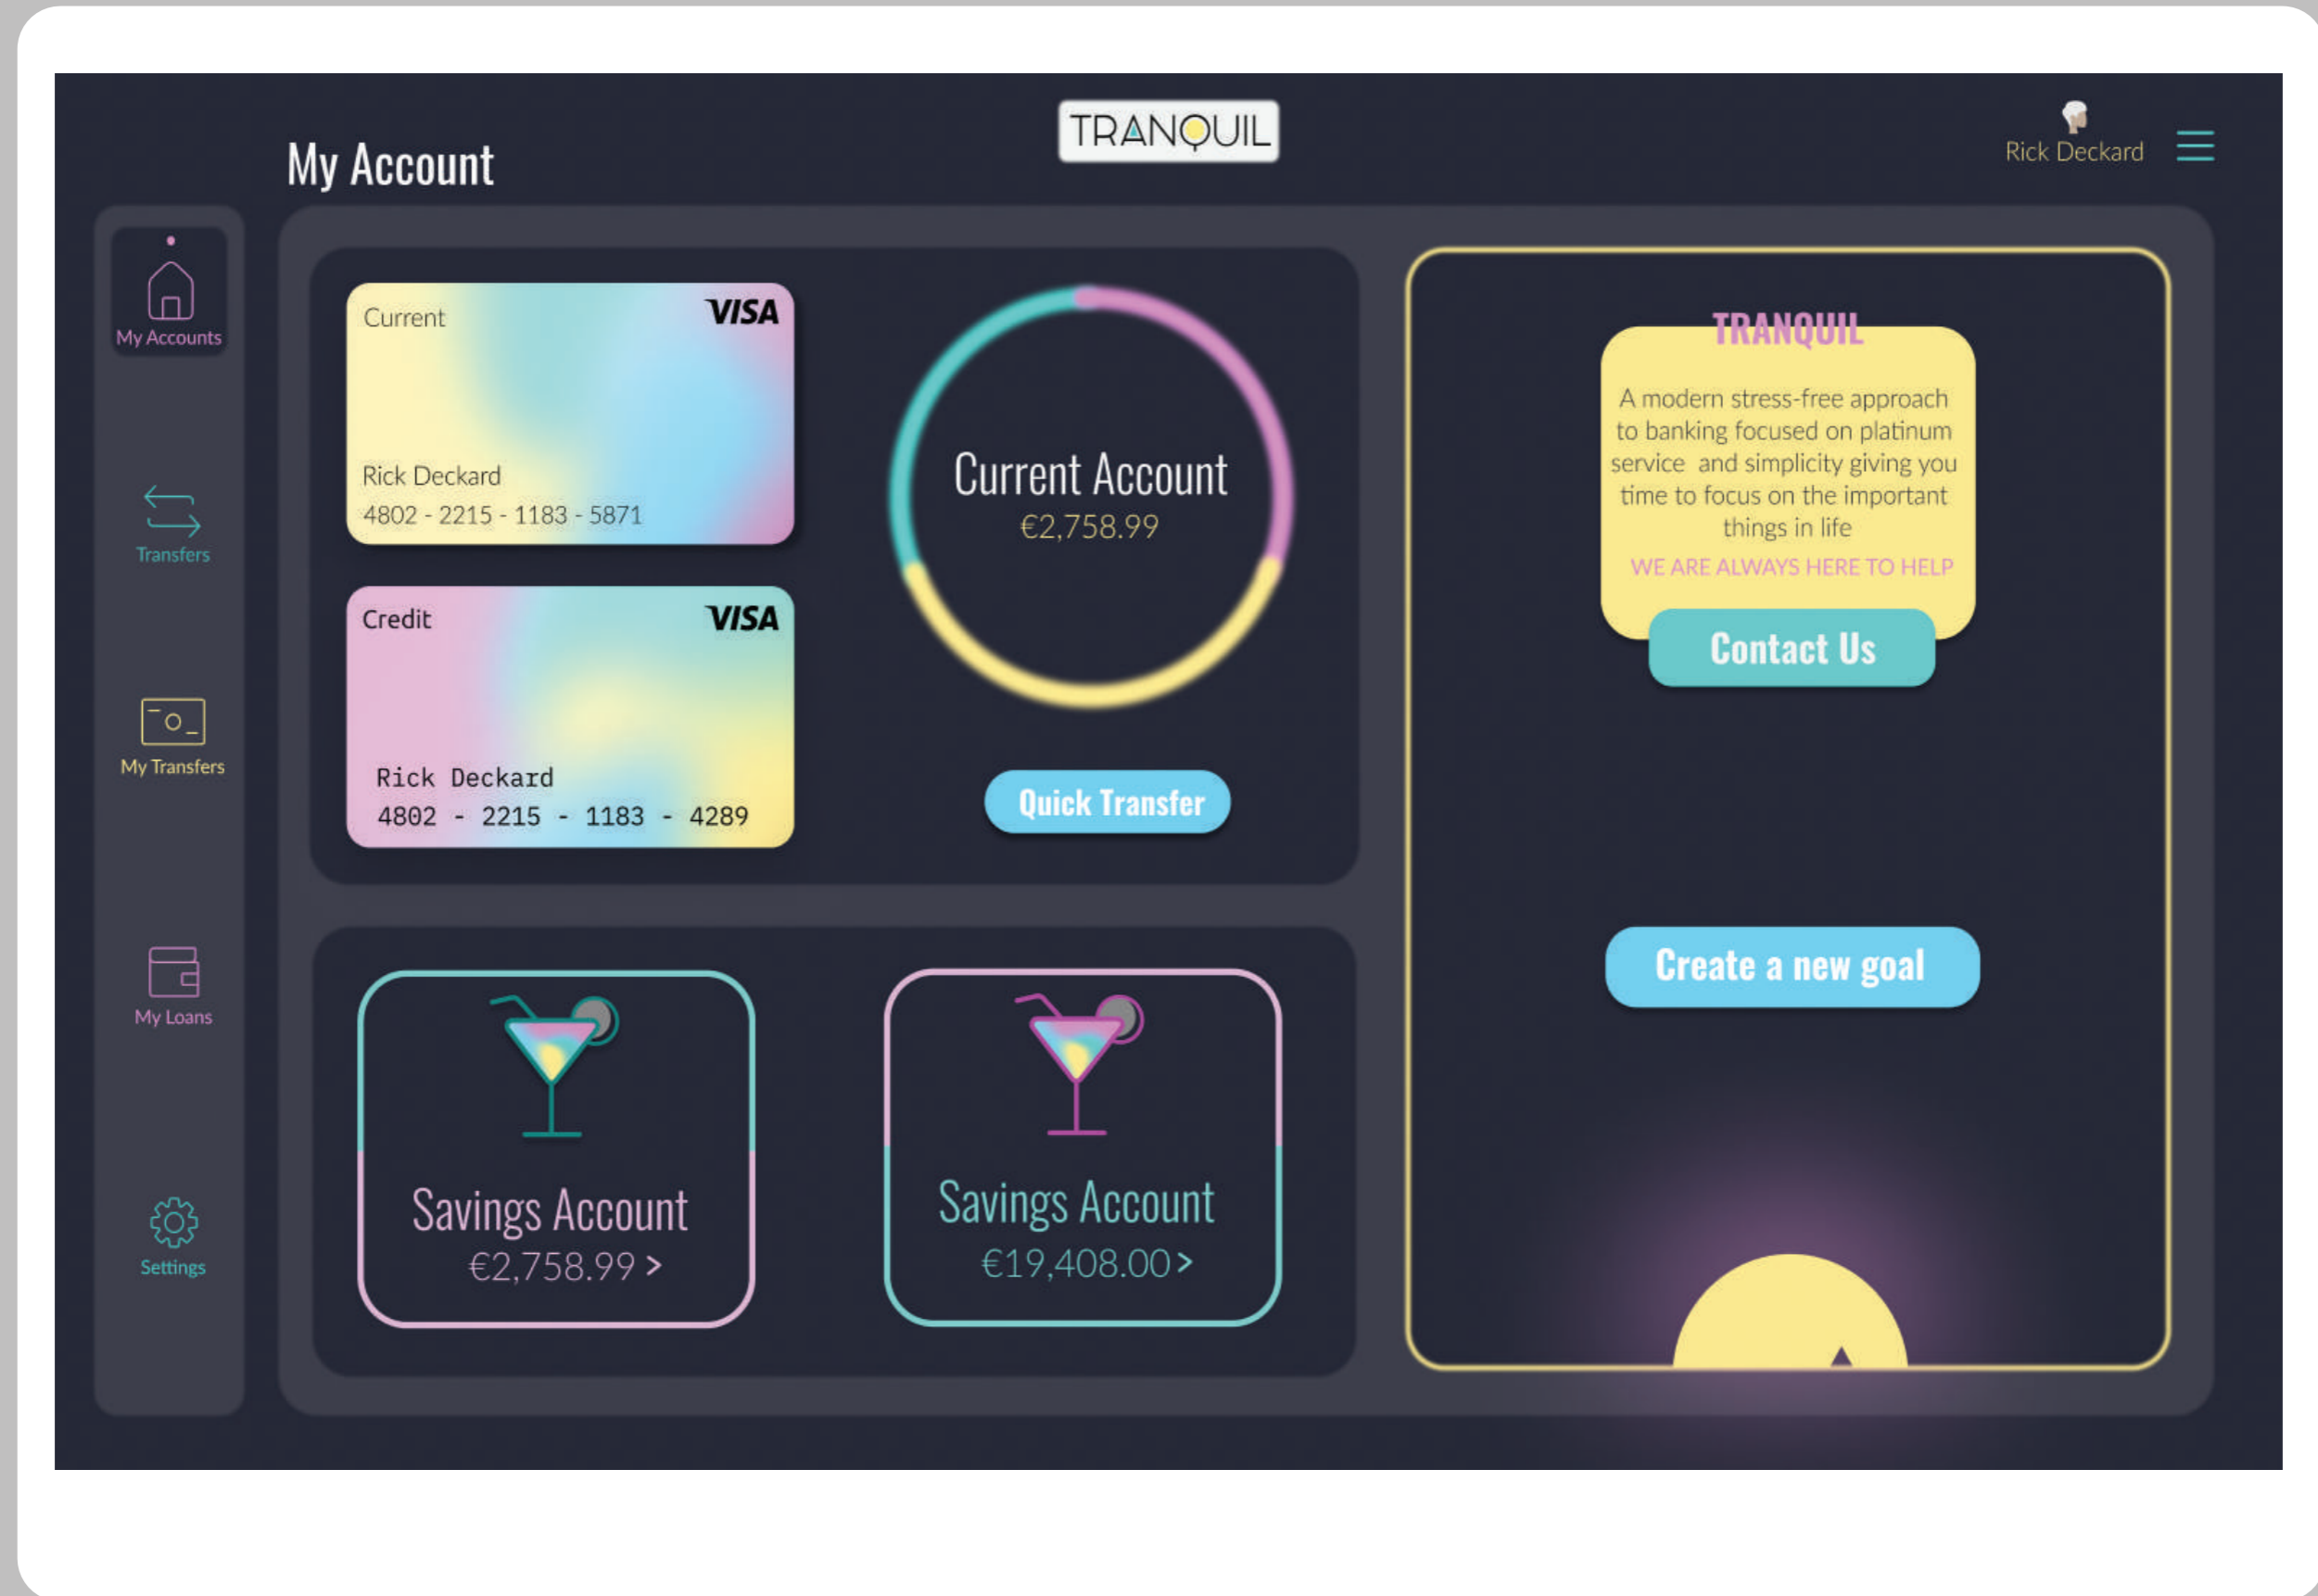 TRANQUIL
Rick Deckard
My Account
My Accounts
Transfers
My Transfers
My Loans
Settings
Current
VISA
Rick Deckard
4802 - 2215 - 1183 - 5871
Credit
VISA
Rick Deckard
4802 - 2215 - 1183 - 4289
Current Account
€2,758.99
Quick Transfer
Savings Account
€2,758.99 >
Savings Account
€19,408.00 >
TRANQUIL
A modern stress-free approach
to banking focused on platinum
service and simplicity giving you
time to focus on the important
things in life
WE ARE ALWAYS HERE TO HELP
Contact Us
Create a new goal